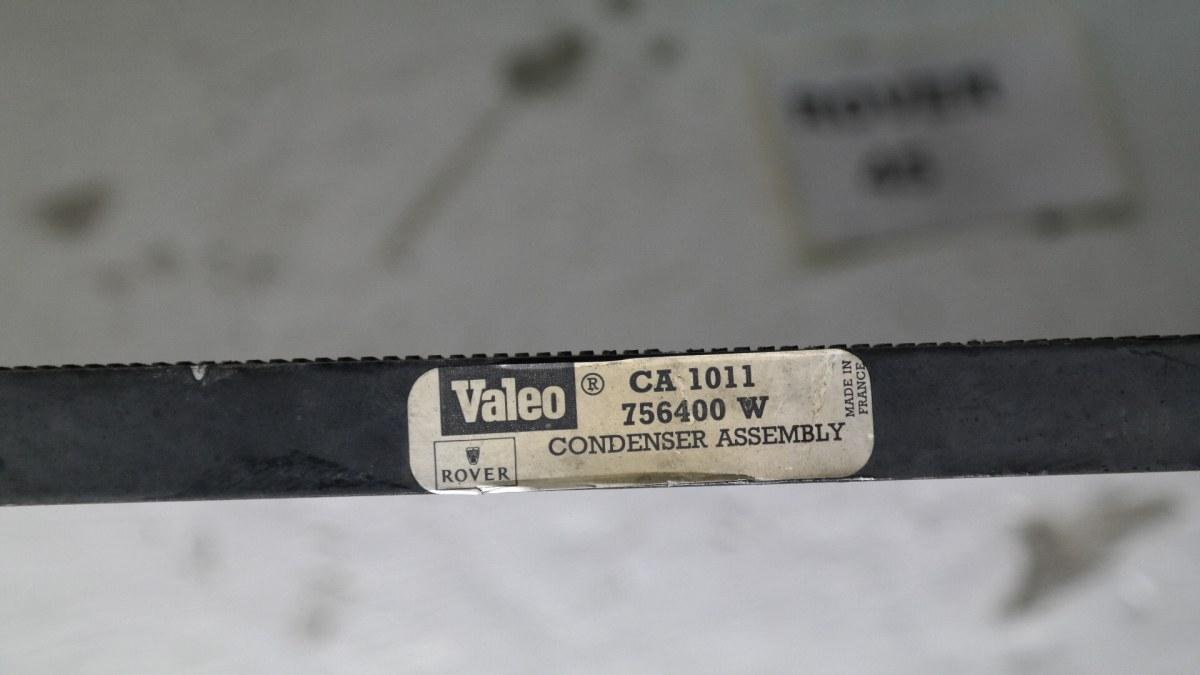 Valeo ® CA 1011
756400 W
CONDENSER ASSEMBLY
ROVER
MADE IN
FRANCE